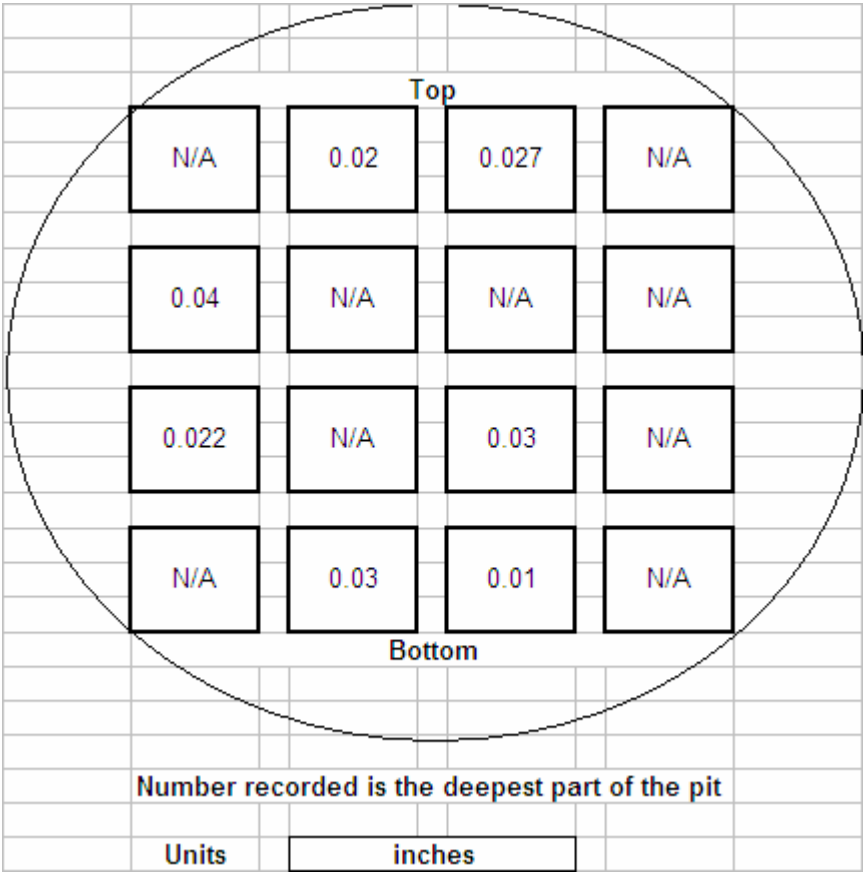 Top
N/A 0.02 0.027 N/A
0.04 N/A N/A N/A
0.022 N/A 0.03 N/A
N/A 0.03 0.01 N/A
Bottom
Number recorded is the deepest part of the pit
Units inches